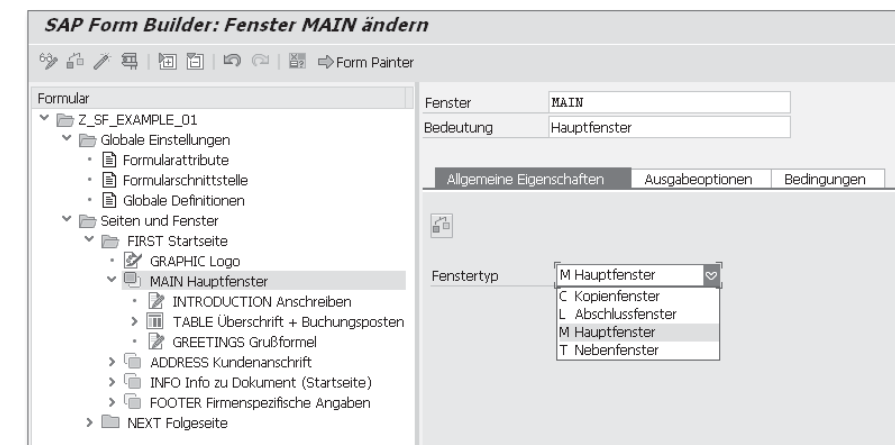 SAP Form Builder: Fenster MAIN ändern
Form Painter
Formular
Z_SF_EXAMPLE_01
Globale Einstellungen
Formularattribute
Formularschnittstelle
Globale Definitionen
Seiten und Fenster
FIRST Startseite
GRAPHIC Logo
MAIN Hauptfenster
INTRODUCTION Anschreiben
TABLE Überschrift + Buchungsposten
GREETINGS Grußformel
ADDRESS Kundenanschrift
INFO Info zu Dokument (Startseite)
FOOTER Firmenspezifische Angaben
NEXT Folgeseite
Fenster MAIN
Bedeutung Hauptfenster
Allgemeine Eigenschaften Ausgabeoptionen Bedingungen
Fenstertyp M Hauptfenster
C Kopienfenster
L Abschlussfenster
M Hauptfenster
T Nebenfenster